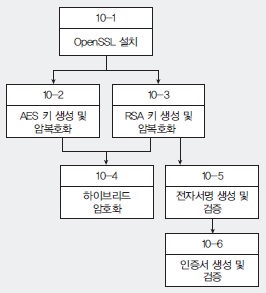 10-1
OpenSSL 설치
10-2
AES 키 생성 및
암복호화
10-3
RSA 키 생성 및
암복호화
10-4
하이브리드
암호화
10-5
전자서명 생성 및
검증
10-6
인증서 생성 및
검증